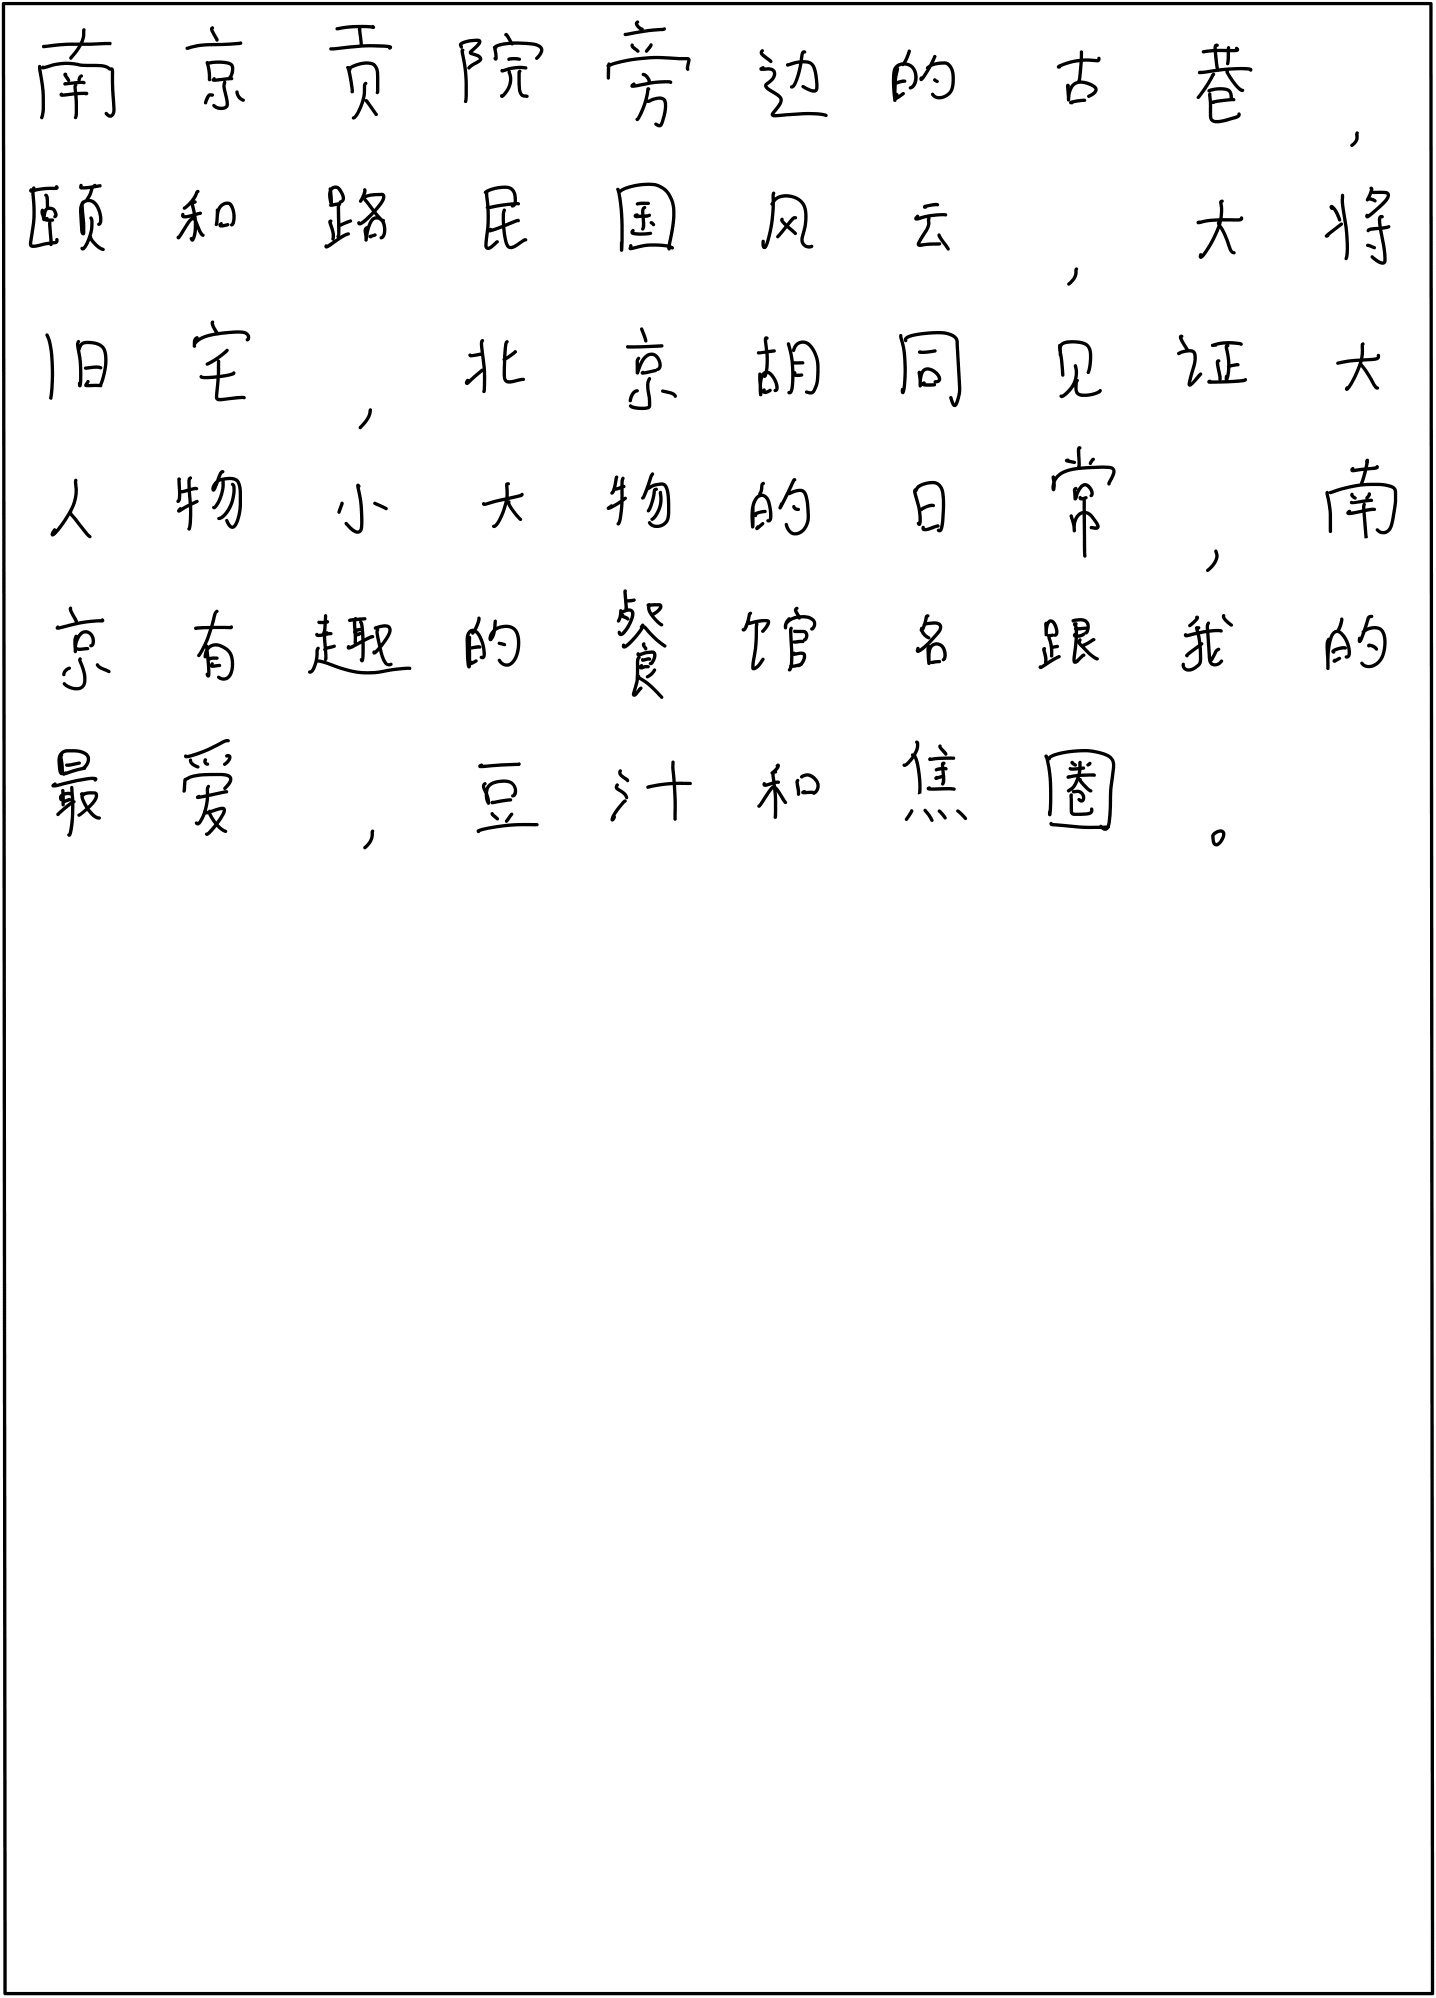 南京贡院旁边的古巷，
颐和路民国风云，大将
旧宅，北京胡同见证大
人物小大物的日常，南
京有趣的餐馆名跟我的
最爱，豆汁和焦圈。